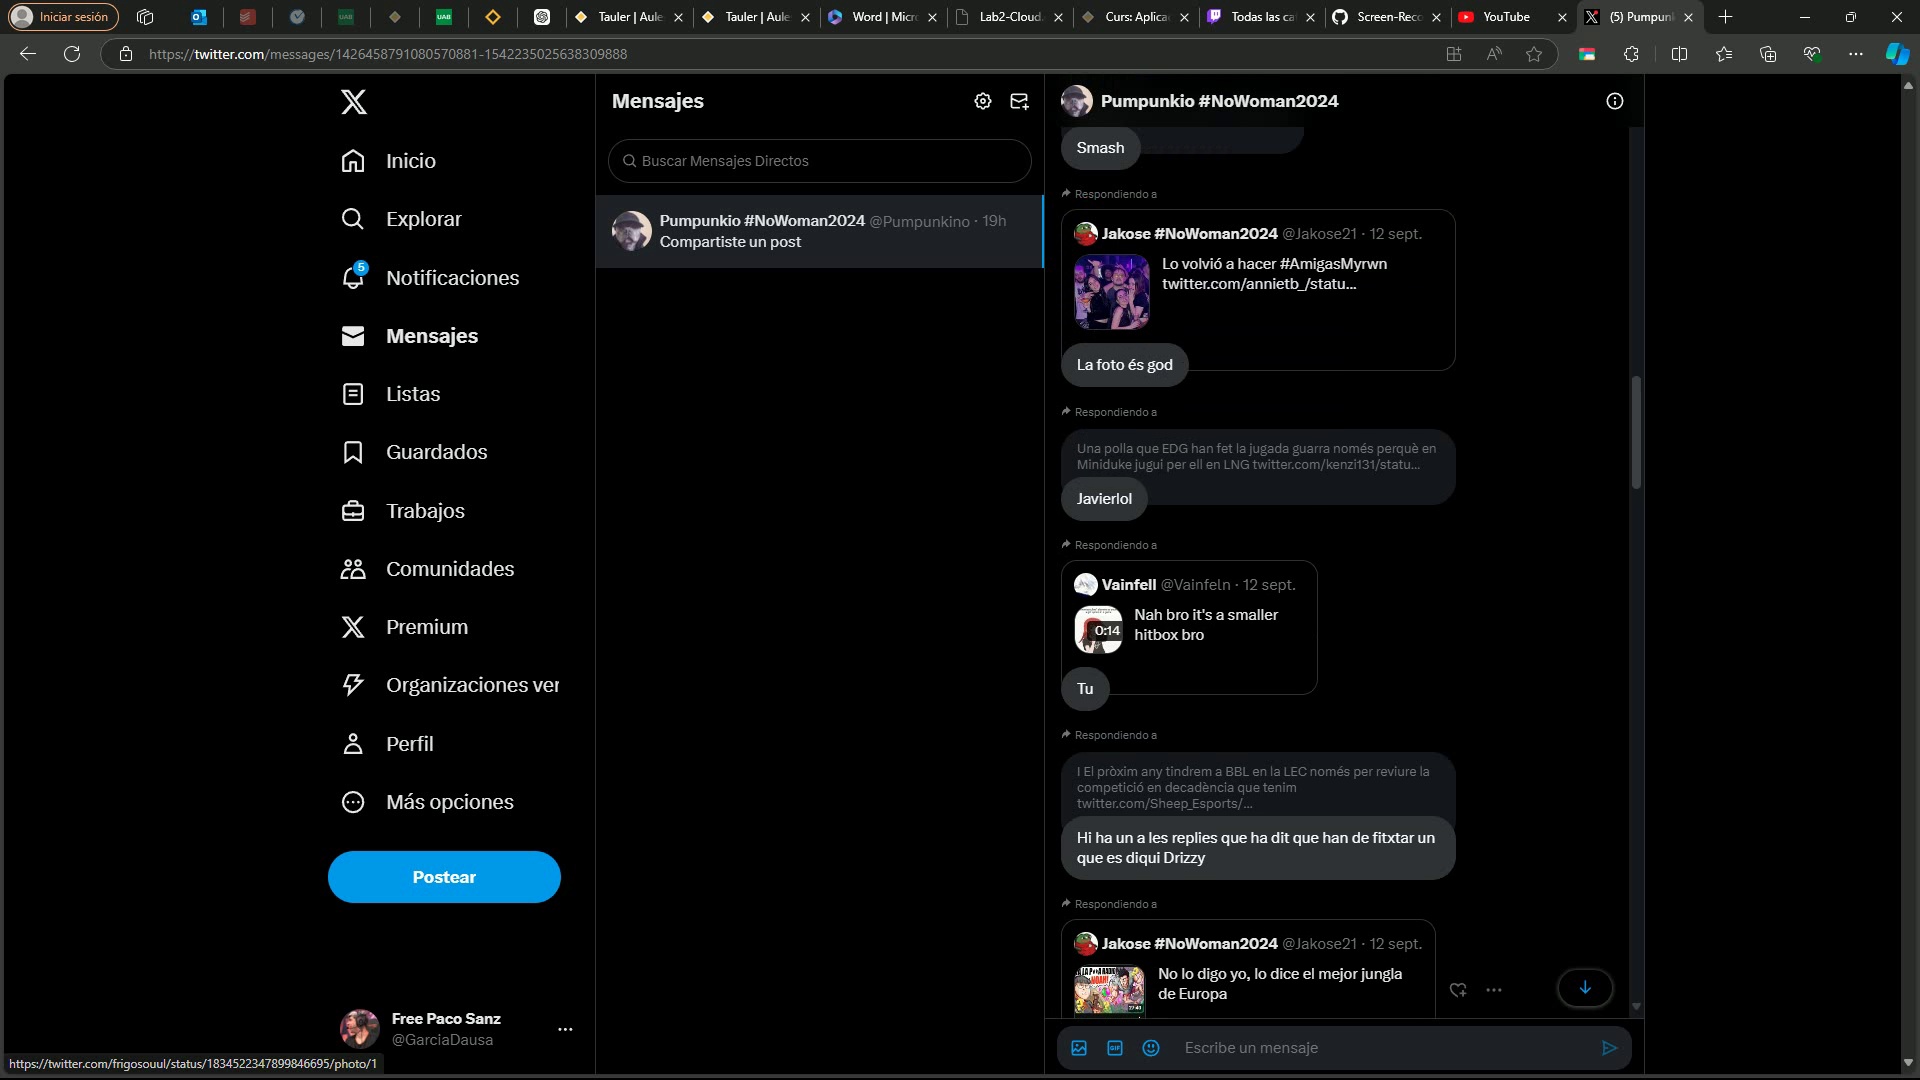 Iniciar sesión
Tauler | Aule
Tauler | Aule
Word | Micr
Lab2-Cloud.
Curs: Aplica
Todas las ca
Screen-Reco
YouTube
(5) Pumpun
https://twitter.com/messages/1426458791080570881-1542235025638309888
Inicio
Explorar
5
Notificaciones
Mensajes
Listas
Guardados
Trabajos
Comunidades
Premium
Organizaciones ver
Perfil
Más opciones
Postear
Free Paco Sanz
@GarciaDausa
https://twitter.com/frigosouul/status/1834522347899846695/photo/1
Mensajes
Buscar Mensajes Directos
Pumpunkio #NoWoman2024 @Pumpunkino · 19h
Compartiste un post
Pumpunkio #NoWoman2024
Smash
Respondiendo a
Jakose #NoWoman2024 @Jakose21 · 12 sept.
Lo volvió a hacer #AmigasMyrwn
twitter.com/annietb_/statu...
La foto és god
Respondiendo a
Una polla que EDG han fet la jugada guarra només perquè en
Miniduke jugui per ell en LNG twitter.com/kenzi131/statu...
Javierlol
Respondiendo a
Vainfell @Vainfeln · 12 sept.
0:14
Nah bro it's a smaller
hitbox bro
Tu
Respondiendo a
I El pròxim any tindrem a BBL en la LEC només per reviure la
competició en decadència que tenim
twitter.com/Sheep_Esports/...
Hi ha un a les replies que ha dit que han de fitxtar un
que es diqui Drizzy
Respondiendo a
Jakose #NoWoman2024 @Jakose21 · 12 sept.
No lo digo yo, lo dice el mejor jungla
de Europa
GIF
Escribe un mensaje